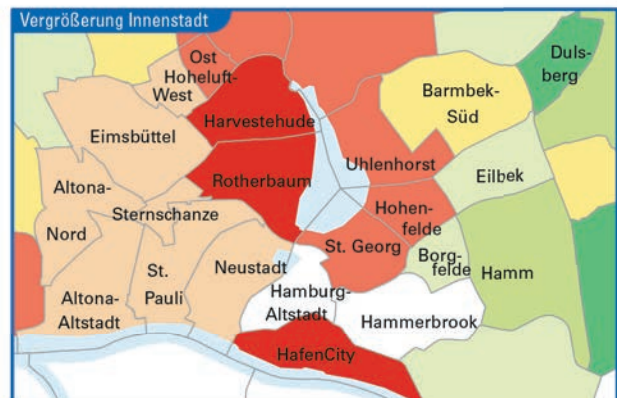 Vergrößerung Innenstadt
Ost
Hoheluft-
West
Duls-
berg
Barmbek-
Süd
Harvestehude
Eimsbüttel
Uhlenhorst
Eilbek
Altona-
Nord
Rotherbaum
Sternschanze
Hohen-
felde
St. Georg
Borg-
felde
Hamm
St.
Pauli
Neustadt
Altona-
Altstadt
Hamburg-
Altstadt
Hammerbrook
HafenCity